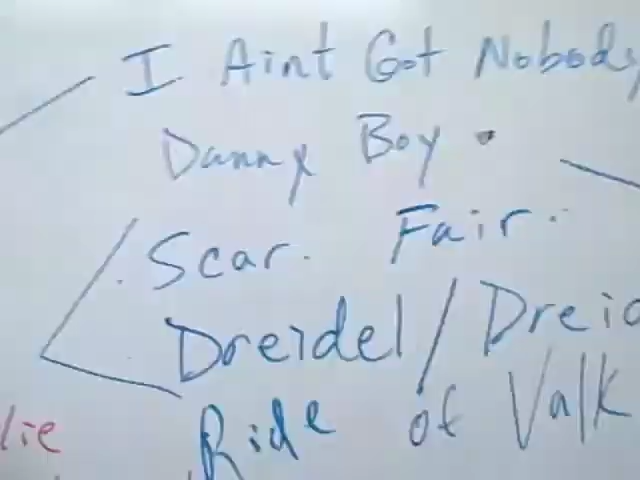 I Aint Got Nobody
Danny Boy.
Scar. Fair.
Dreidel/Dreid
Ride of Valk
lie